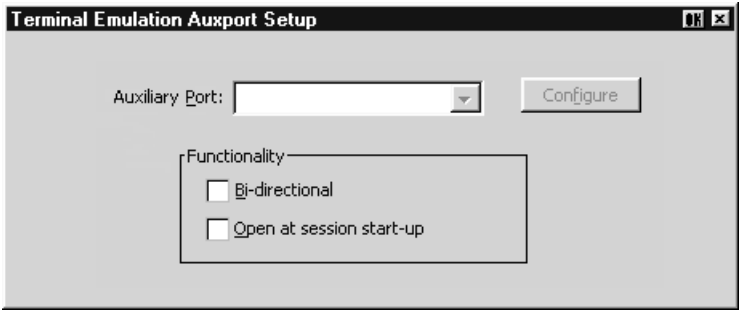 Terminal Emulation Auxport Setup OK ×
Auxiliary Port: Configure
Functionality
Bi-directional
Open at session start-up